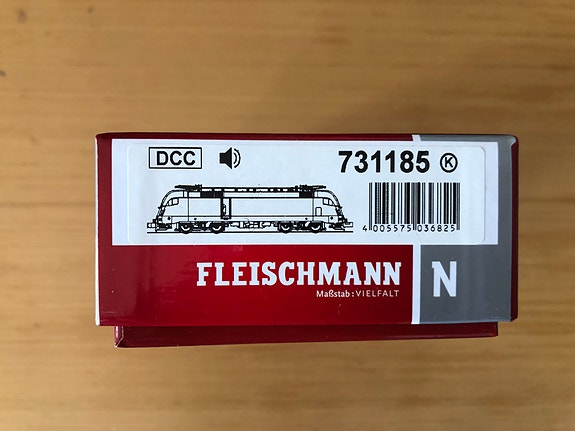 DCC 731185 K
4 005575 036825
FLEISCHMANN N
Maßstab : VIELFALT